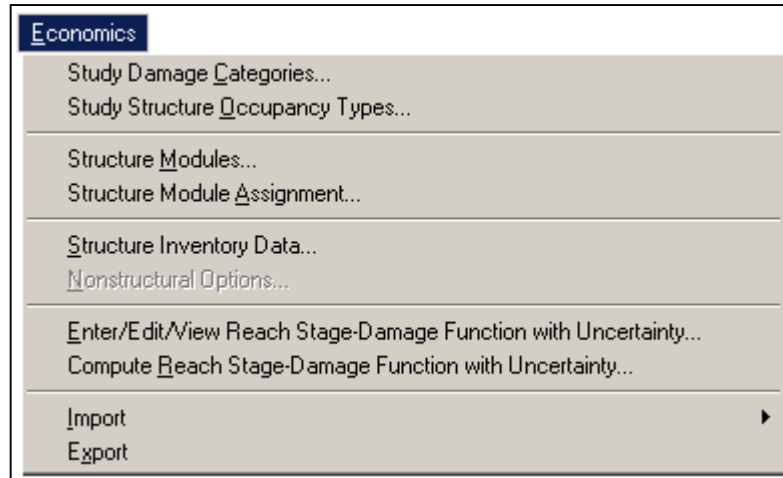 Economics
Study Damage Categories...
Study Structure Occupancy Types...
Structure Modules...
Structure Module Assignment...
Structure Inventory Data...
Nonstructural Options...
Enter/Edit/View Reach Stage-Damage Function with Uncertainty...
Compute Reach Stage-Damage Function with Uncertainty...
Import
Export